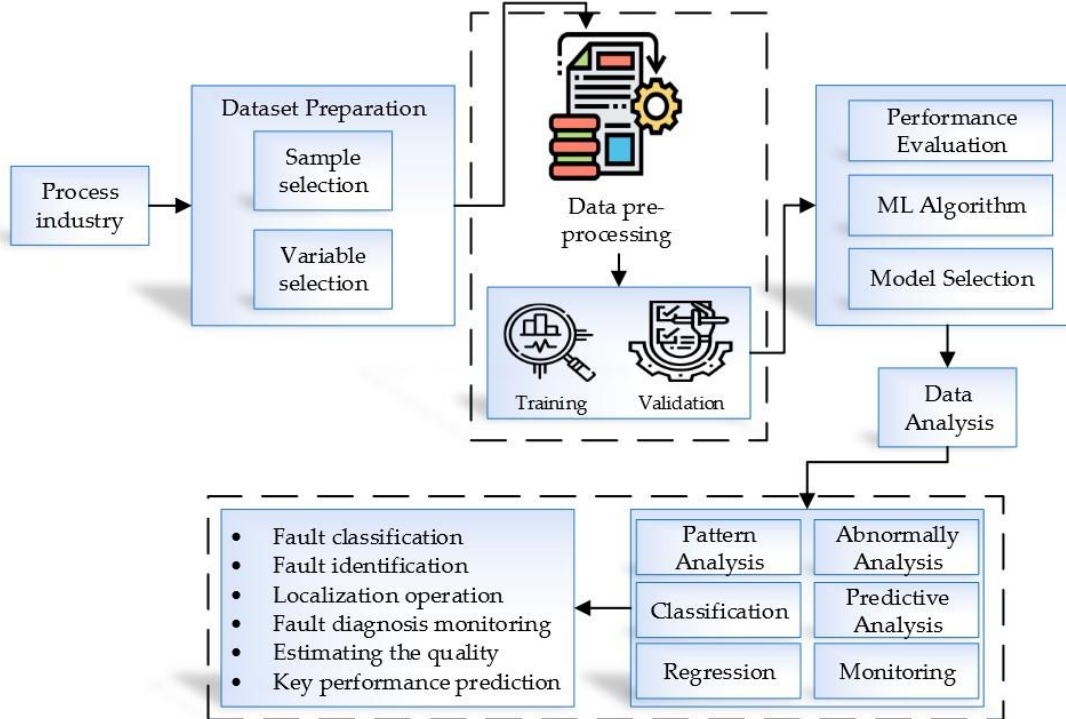 Process
industry
Dataset Preparation
Sample
selection
Variable
selection
Data pre-
processing
Training
Validation
Performance
Evaluation
ML Algorithm
Model Selection
Data
Analysis
Pattern
Analysis
Abnormally
Analysis
Classification
Predictive
Analysis
Regression
Monitoring
• Fault classification
• Fault identification
• Localization operation
• Fault diagnosis monitoring
• Estimating the quality
• Key performance prediction